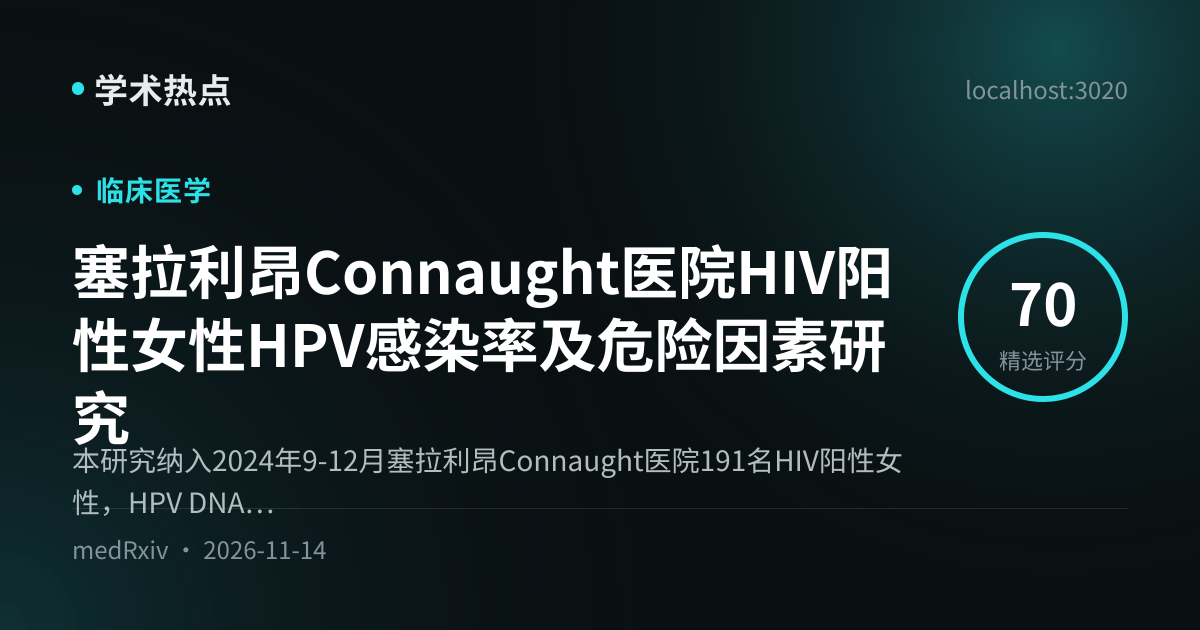 学术热点
localhost:3020
临床医学
塞拉利昂Connaught医院HIV阳
性女性HPV感染率及危险因素研
究
70
精选评分
本研究纳入2024年9-12月塞拉利昂Connaught医院191名HIV阳性女
性，HPV DNA…
medRxiv · 2026-11-14